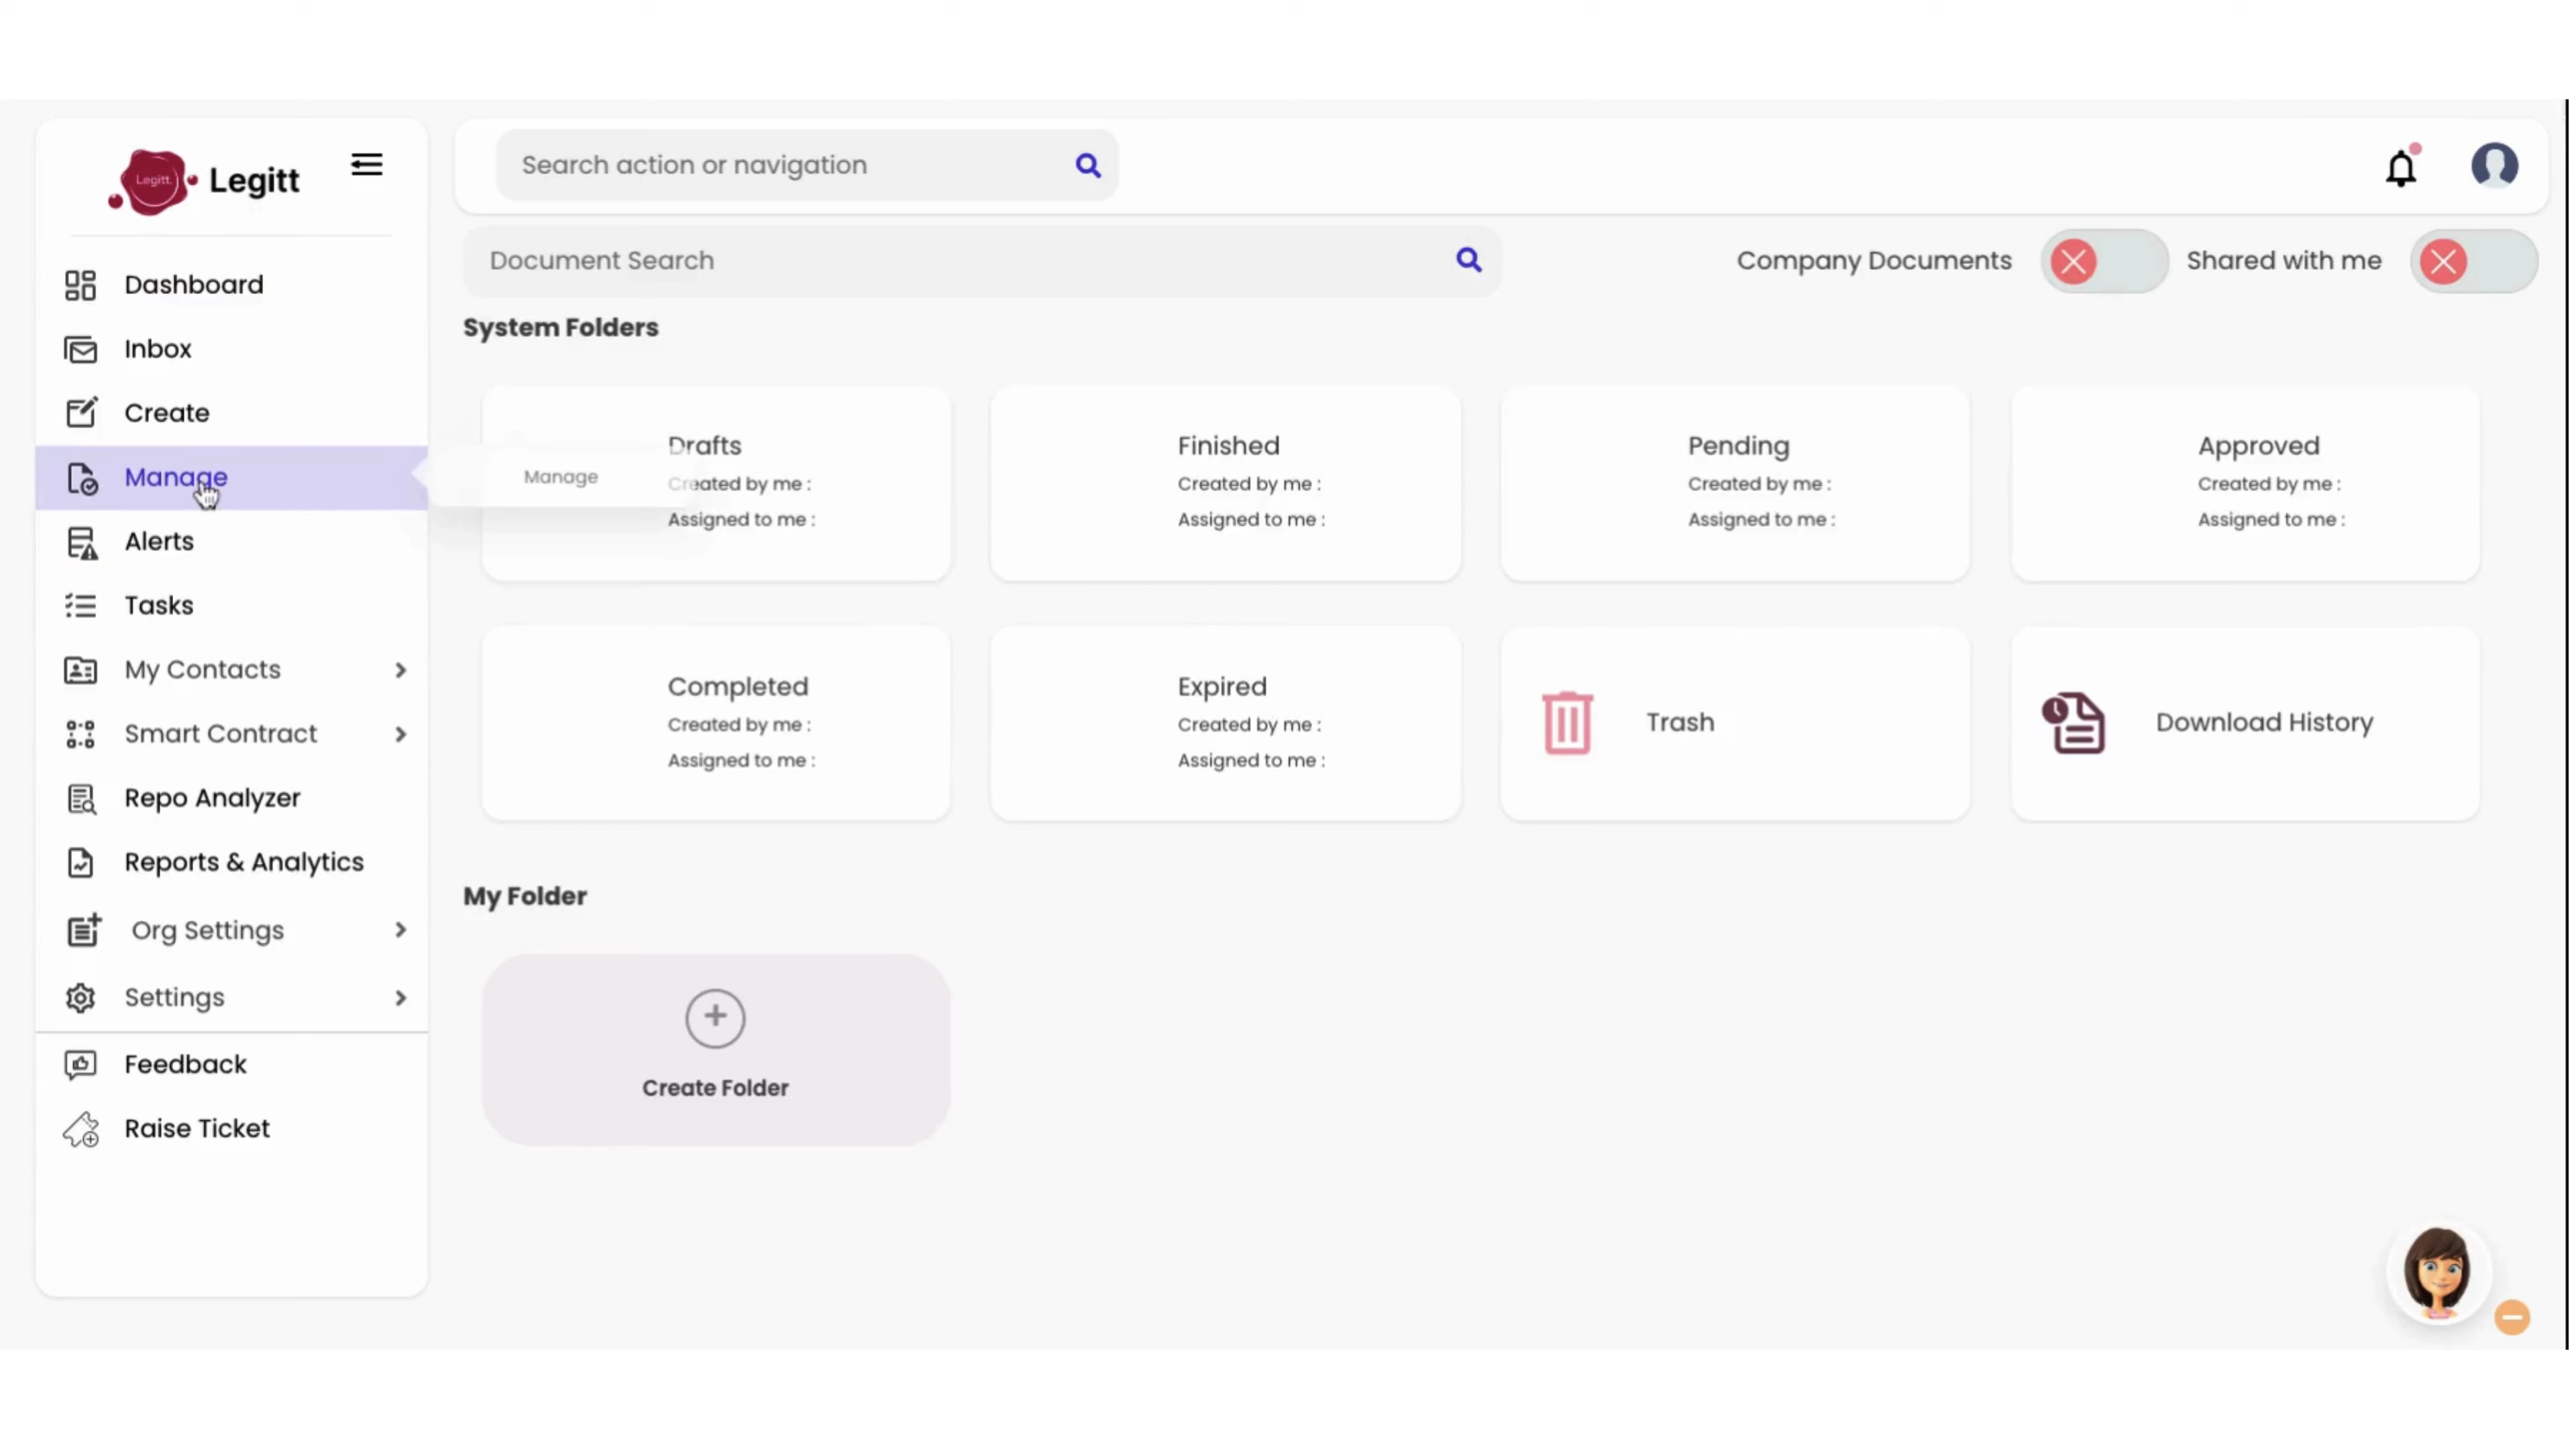 Legitt
Legitt
Dashboard
Inbox
Create
Manage
Alerts
Tasks
My Contacts
Smart Contract
Repo Analyzer
Reports & Analytics
Org Settings
Settings
Feedback
Raise Ticket
Search action or navigation
Document Search
Company Documents
Shared with me
System Folders
Manage
Drafts
Created by me :
Assigned to me :
Finished
Created by me :
Assigned to me :
Pending
Created by me :
Assigned to me :
Approved
Created by me :
Assigned to me :
Completed
Created by me :
Assigned to me :
Expired
Created by me :
Assigned to me :
Trash
Download History
My Folder
Create Folder